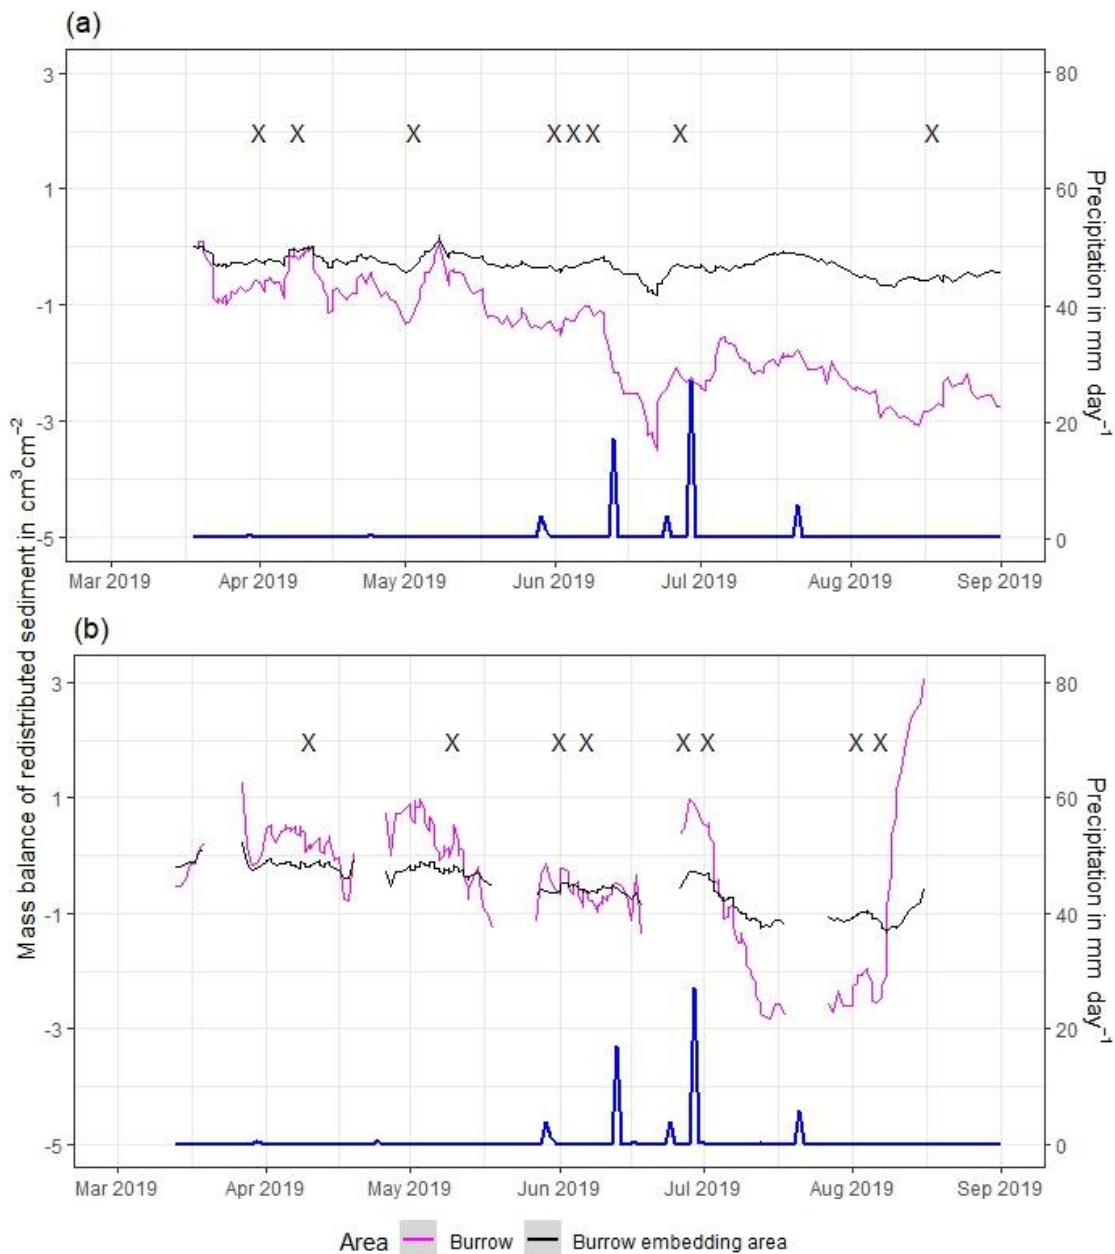 (a)
3
1
-1
-3
-5
80
60
40
20
0
X X X X X X X X
Mar 2019 Apr 2019 May 2019 Jun 2019 Jul 2019 Aug 2019 Sep 2019
Mass balance of redistributed sediment in cm³cm⁻²
Precipitation in mm day⁻¹
(b)
3
1
-1
-3
-5
80
60
40
20
0
X X X X X X X X
Mar 2019 Apr 2019 May 2019 Jun 2019 Jul 2019 Aug 2019 Sep 2019
Precipitation in mm day⁻¹
Area Burrow Burrow embedding area